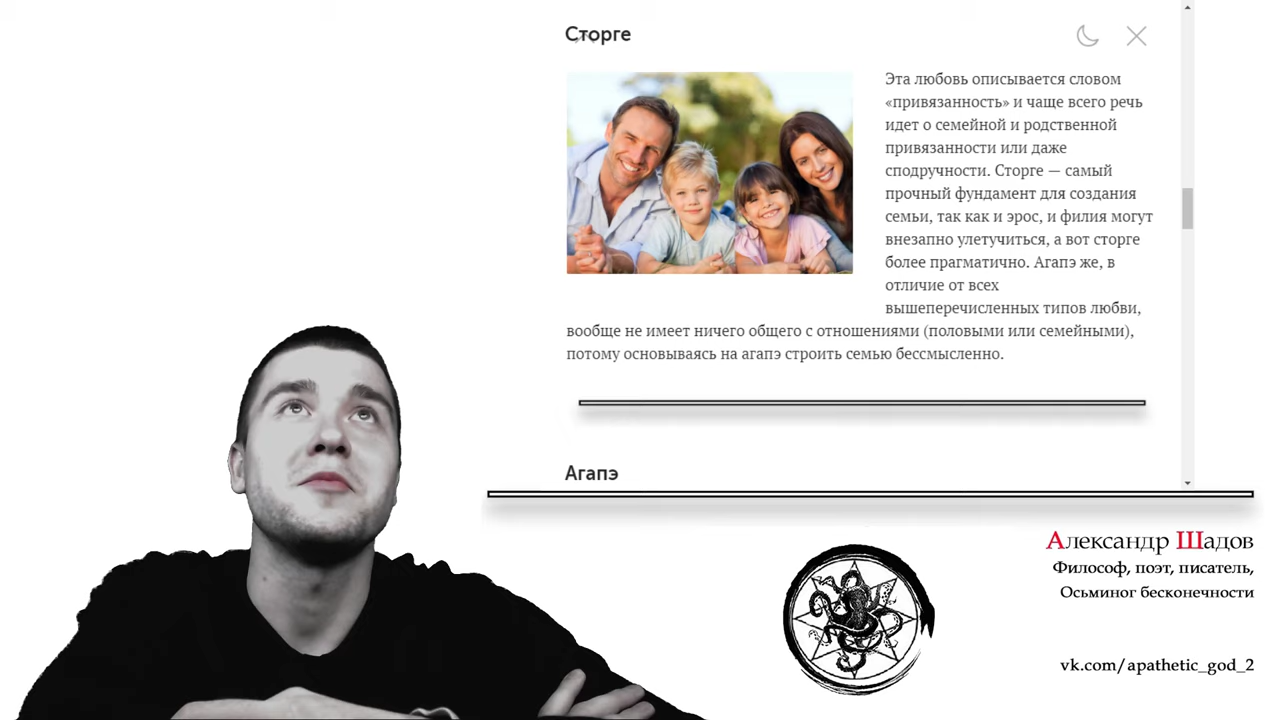 Сторге
Эта любовь описывается словом
«привязанность» и чаще всего речь
идет о семейной и родственной
привязанности или даже
сподручности. Сторге — самый
прочный фундамент для создания
семьи, так как и эрос, и филия могут
внезапно улетучиться, а вот сторге
более прагматично. Агапэ же, в
отличие от всех
вышеперечисленных типов любви,
вообще не имеет ничего общего с отношениями (половыми или семейными),
потому основываясь на агапэ строить семью бессмысленно.
Агапэ
Александр Шадов
Философ, поэт, писатель,
Осьминог бесконечности
vk.com/apathetic_god_2